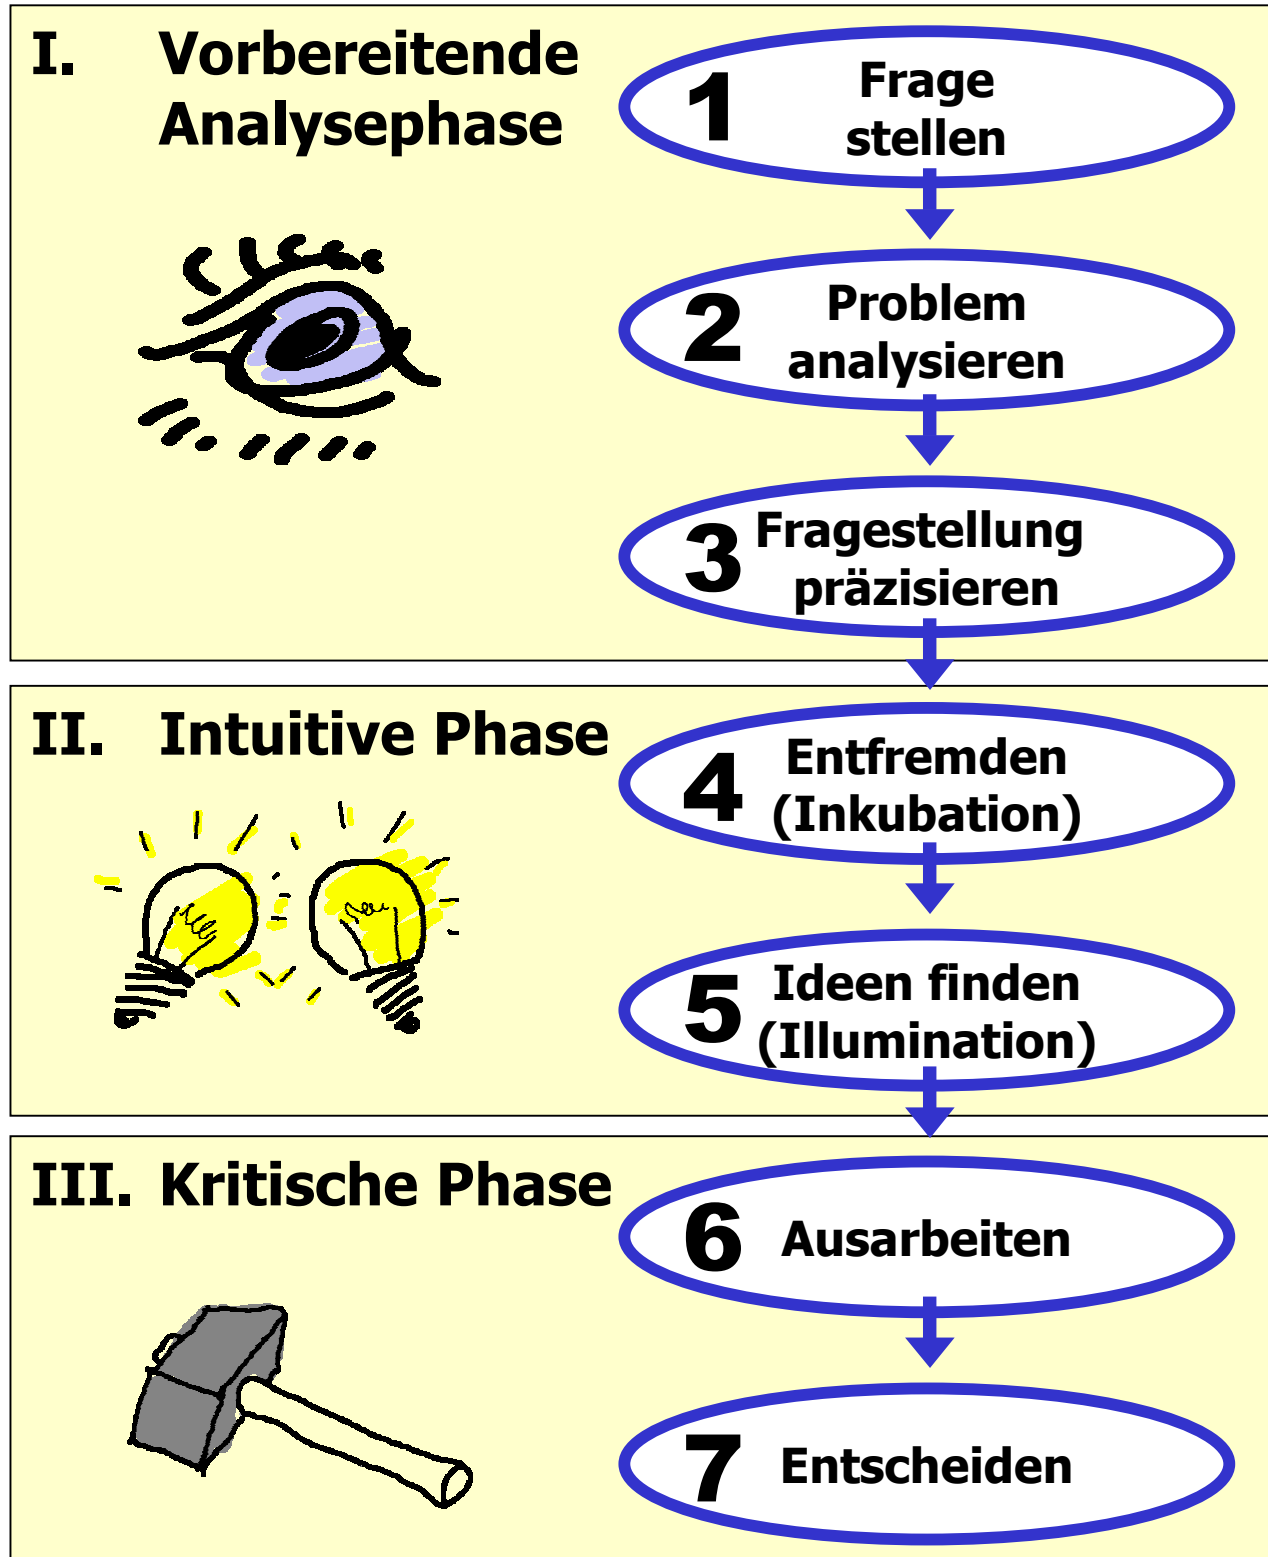 I. Vorbereitende
Analysephase
1 Frage
stellen
2 Problem
analysieren
3 Fragestellung
präzisieren
II. Intuitive Phase
4 Entfremden
(Inkubation)
5 Ideen finden
(Illumination)
III. Kritische Phase
6 Ausarbeiten
7 Entscheiden